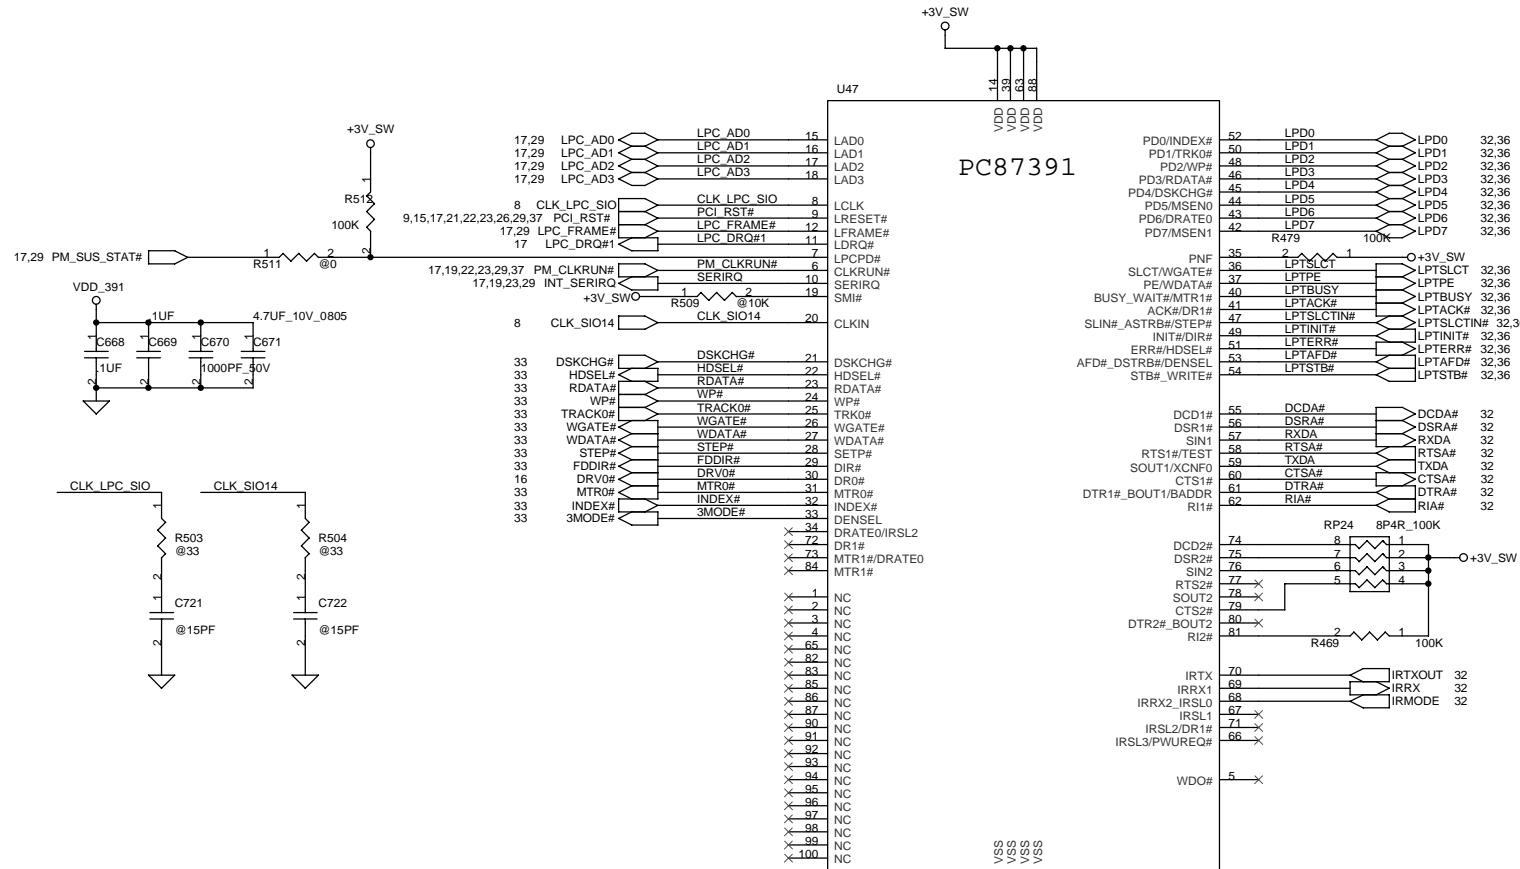 +3V_SW
14 39 63 88
U47
VDD VDD VDD VDD
PC87391
+3V_SW
1
R512
100K
2
17,29 LPC_AD0 LPC_AD0 15 LAD0
17,29 LPC_AD1 LPC_AD1 16 LAD1
17,29 LPC_AD2 LPC_AD2 17 LAD2
17,29 LPC_AD3 LPC_AD3 18 LAD3
8 CLK_LPC_SIO CLK_LPC_SIO 8 LCLK
9,15,17,21,22,23,26,29,37 PCI_RST# PCI_RST# 9 LRESET#
17,29 LPC_FRAME# LPC_FRAME# 12 LFRAME#
17 LPC_DRQ#1 LPC_DRQ#1 11 LDRQ#
17,29 PM_SUS_STAT# 1 R511 2 @0 7 LPCPD#
17,19,22,23,29,37 PM_CLKRUN# PM_CLKRUN# 6 CLKRUN#
17,19,23,29 INT_SERIRQ SERIRQ 10 SERIRQ
+3V_SW 1 R509 2 @10K 19 SMI#
8 CLK_SIO14 CLK_SIO14 20 CLKIN
33 DSKCHG# DSKCHG# 21 DSKCHG#
33 HDSEL# HDSEL# 22 HDSEL#
33 RDATA# RDATA# 23 RDATA#
33 WP# WP# 24 WP#
33 TRACK0# TRACK0# 25 TRK0#
33 WGATE# WGATE# 26 WGATE#
33 WDATA# WDATA# 27 WDATA#
33 STEP# STEP# 28 SETP#
33 FDDIR# FDDIR# 29 DIR#
16 DRV0# DRV0# 30 DR0#
33 MTR0# MTR0# 31 MTR0#
33 INDEX# INDEX# 32 INDEX#
33 3MODE# 3MODE# 33 DENSEL
34 DRATE0/IRSL2
72 DR1#
73 MTR1#/DRATE0
84 MTR1#
1 NC
2 NC
3 NC
4 NC
65 NC
82 NC
83 NC
85 NC
86 NC
87 NC
90 NC
91 NC
92 NC
93 NC
94 NC
95 NC
96 NC
97 NC
98 NC
99 NC
100 NC
VSS VSS VSS VSS
PD0/INDEX# 52 LPD0 LPD0 32,36
PD1/TRK0# 50 LPD1 LPD1 32,36
PD2/WP# 48 LPD2 LPD2 32,36
PD3/RDATA# 46 LPD3 LPD3 32,36
PD4/DSKCHG# 45 LPD4 LPD4 32,36
PD5/MSEN0 44 LPD5 LPD5 32,36
PD6/DRATE0 43 LPD6 LPD6 32,36
PD7/MSEN1 42 LPD7 LPD7 32,36
R479 100K
PNF 35 2 1 +3V_SW
SLCT/WGATE# 36 LPTSLCT LPTSLCT 32,36
PE/WDATA# 37 LPTPE LPTPE 32,36
BUSY_WAIT#/MTR1# 40 LPTBUSY LPTBUSY 32,36
ACK#/DR1# 41 LPTACK# LPTACK# 32,36
SLIN#_ASTRB#/STEP# 47 LPTSLCTIN# LPTSLCTIN# 32,3
INIT#/DIR# 49 LPTINIT# LPTINIT# 32,36
ERR#/HDSEL# 51 LPTERR# LPTERR# 32,36
AFD#_DSTRB#/DENSEL 53 LPTAFD# LPTAFD# 32,36
STB#_WRITE# 54 LPTSTB# LPTSTB# 32,36
DCD1# 55 DCDA# DCDA# 32
DSR1# 56 DSRA# DSRA# 32
SIN1 57 RXDA RXDA 32
RTS1#/TEST 58 RTSA# RTSA# 32
SOUT1/XCNF0 59 TXDA TXDA 32
CTS1# 60 CTSA# CTSA# 32
DTR1#_BOUT1/BADDR 61 DTRA# DTRA# 32
RI1# 62 RIA# RIA# 32
RP24 8P4R_100K
DCD2# 74 8 1
DSR2# 75 7 2 +3V_SW
SIN2 76 6 3
RTS2# 77 5 4
SOUT2 78
CTS2# 79
DTR2#_BOUT2 80
RI2# 81 2 1
R469 100K
IRTX 70 IRTXOUT 32
IRRX1 69 IRRX 32
IRRX2_IRSL0 68 IRMODE 32
IRSL1 67
IRSL2/DR1# 71
IRSL3/PWUREQ# 66
WDO# 5
VDD_391
.1UF 4.7UF_10V_0805
1 1 1 1
C668 C669 C670 C671
.1UF 1000PF_50V
2 2 2 2
CLK_LPC_SIO CLK_SIO14
1 1
R503 R504
@33 @33
2 2
1 1
C721 C722
@15PF @15PF
2 2